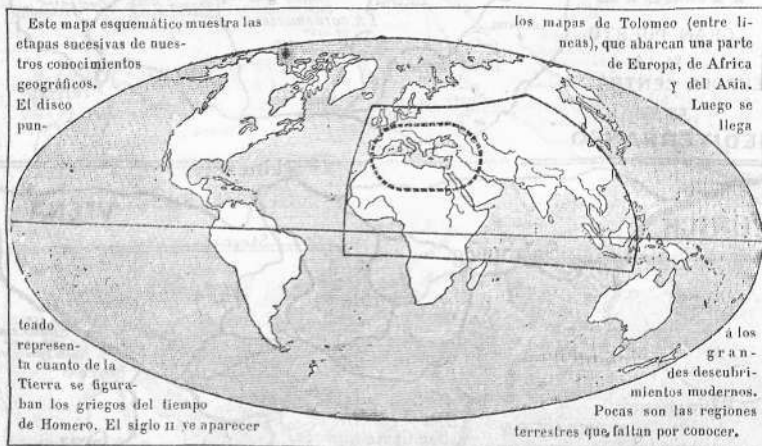 Este mapa esquemático muestra las
etapas sucesivas de nues-
tros conocimientos
geográficos.
El disco
pun-
teado
represen-
ta cuanto de la
Tierra se figura-
ban los griegos del tiempo
de Homero. El siglo II ve aparecer
los mapas de Tolomeo (entre lí-
neas), que abarcan una parte
de Europa, de Africa
y del Asia.
Luego se
llega
á los
gran-
des descubri-
mientos modernos.
Pocas son las regiones
terrestres que faltan por conocer.